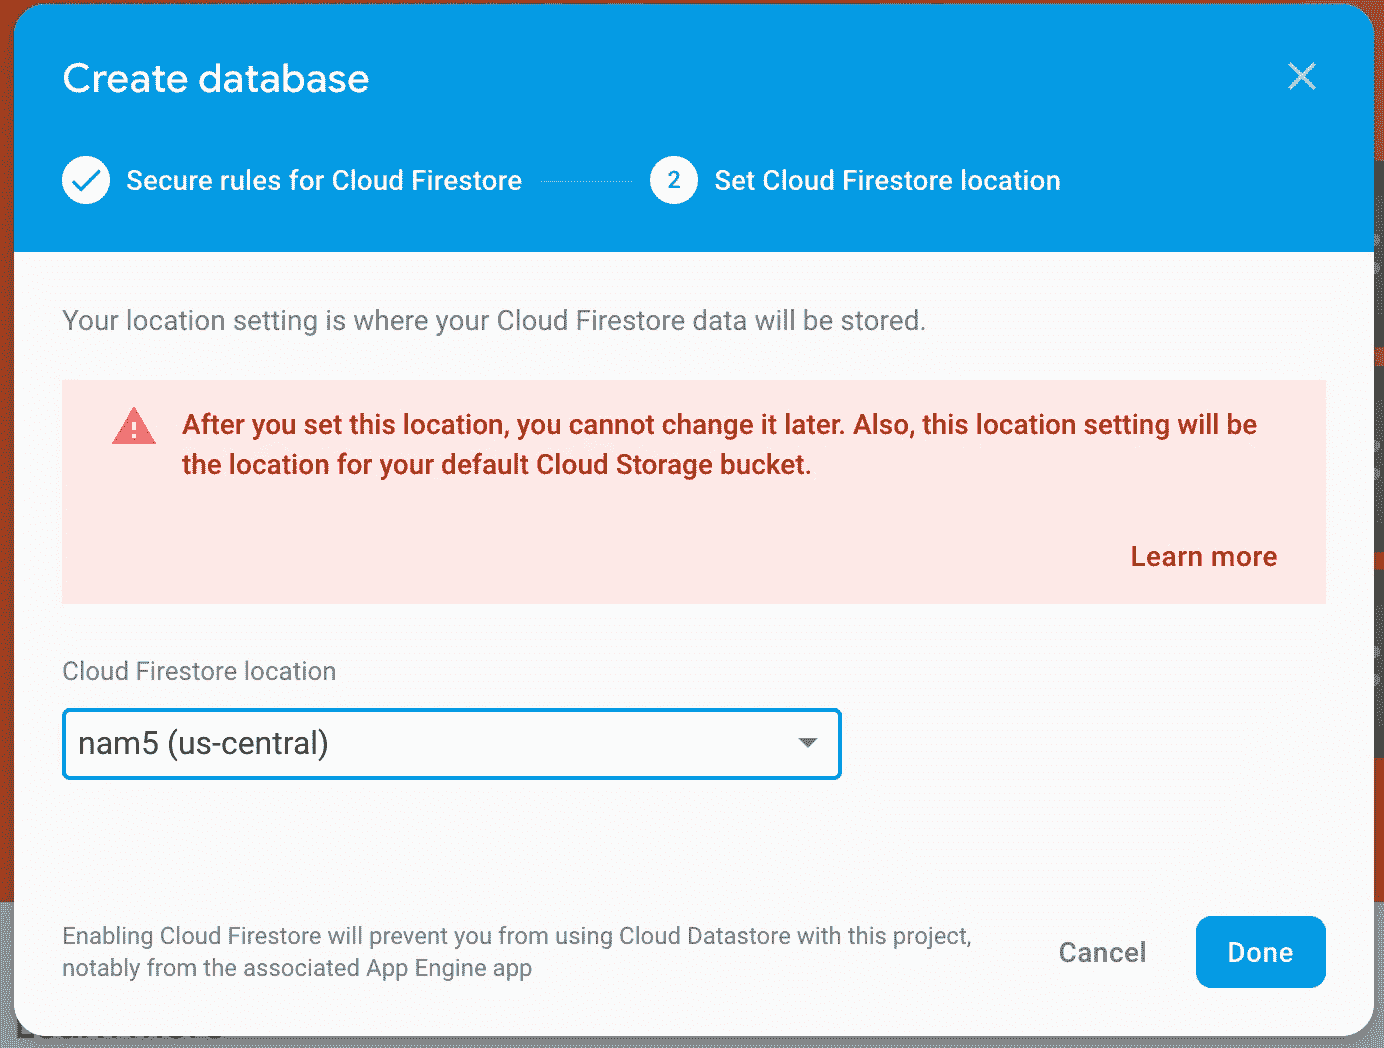 Create database
Secure rules for Cloud Firestore
2
Set Cloud Firestore location
Your location setting is where your Cloud Firestore data will be stored.
After you set this location, you cannot change it later. Also, this location setting will be
the location for your default Cloud Storage bucket.
Learn more
Cloud Firestore location
nam5 (us-central)
Enabling Cloud Firestore will prevent you from using Cloud Datastore with this project,
notably from the associated App Engine app
Cancel
Done